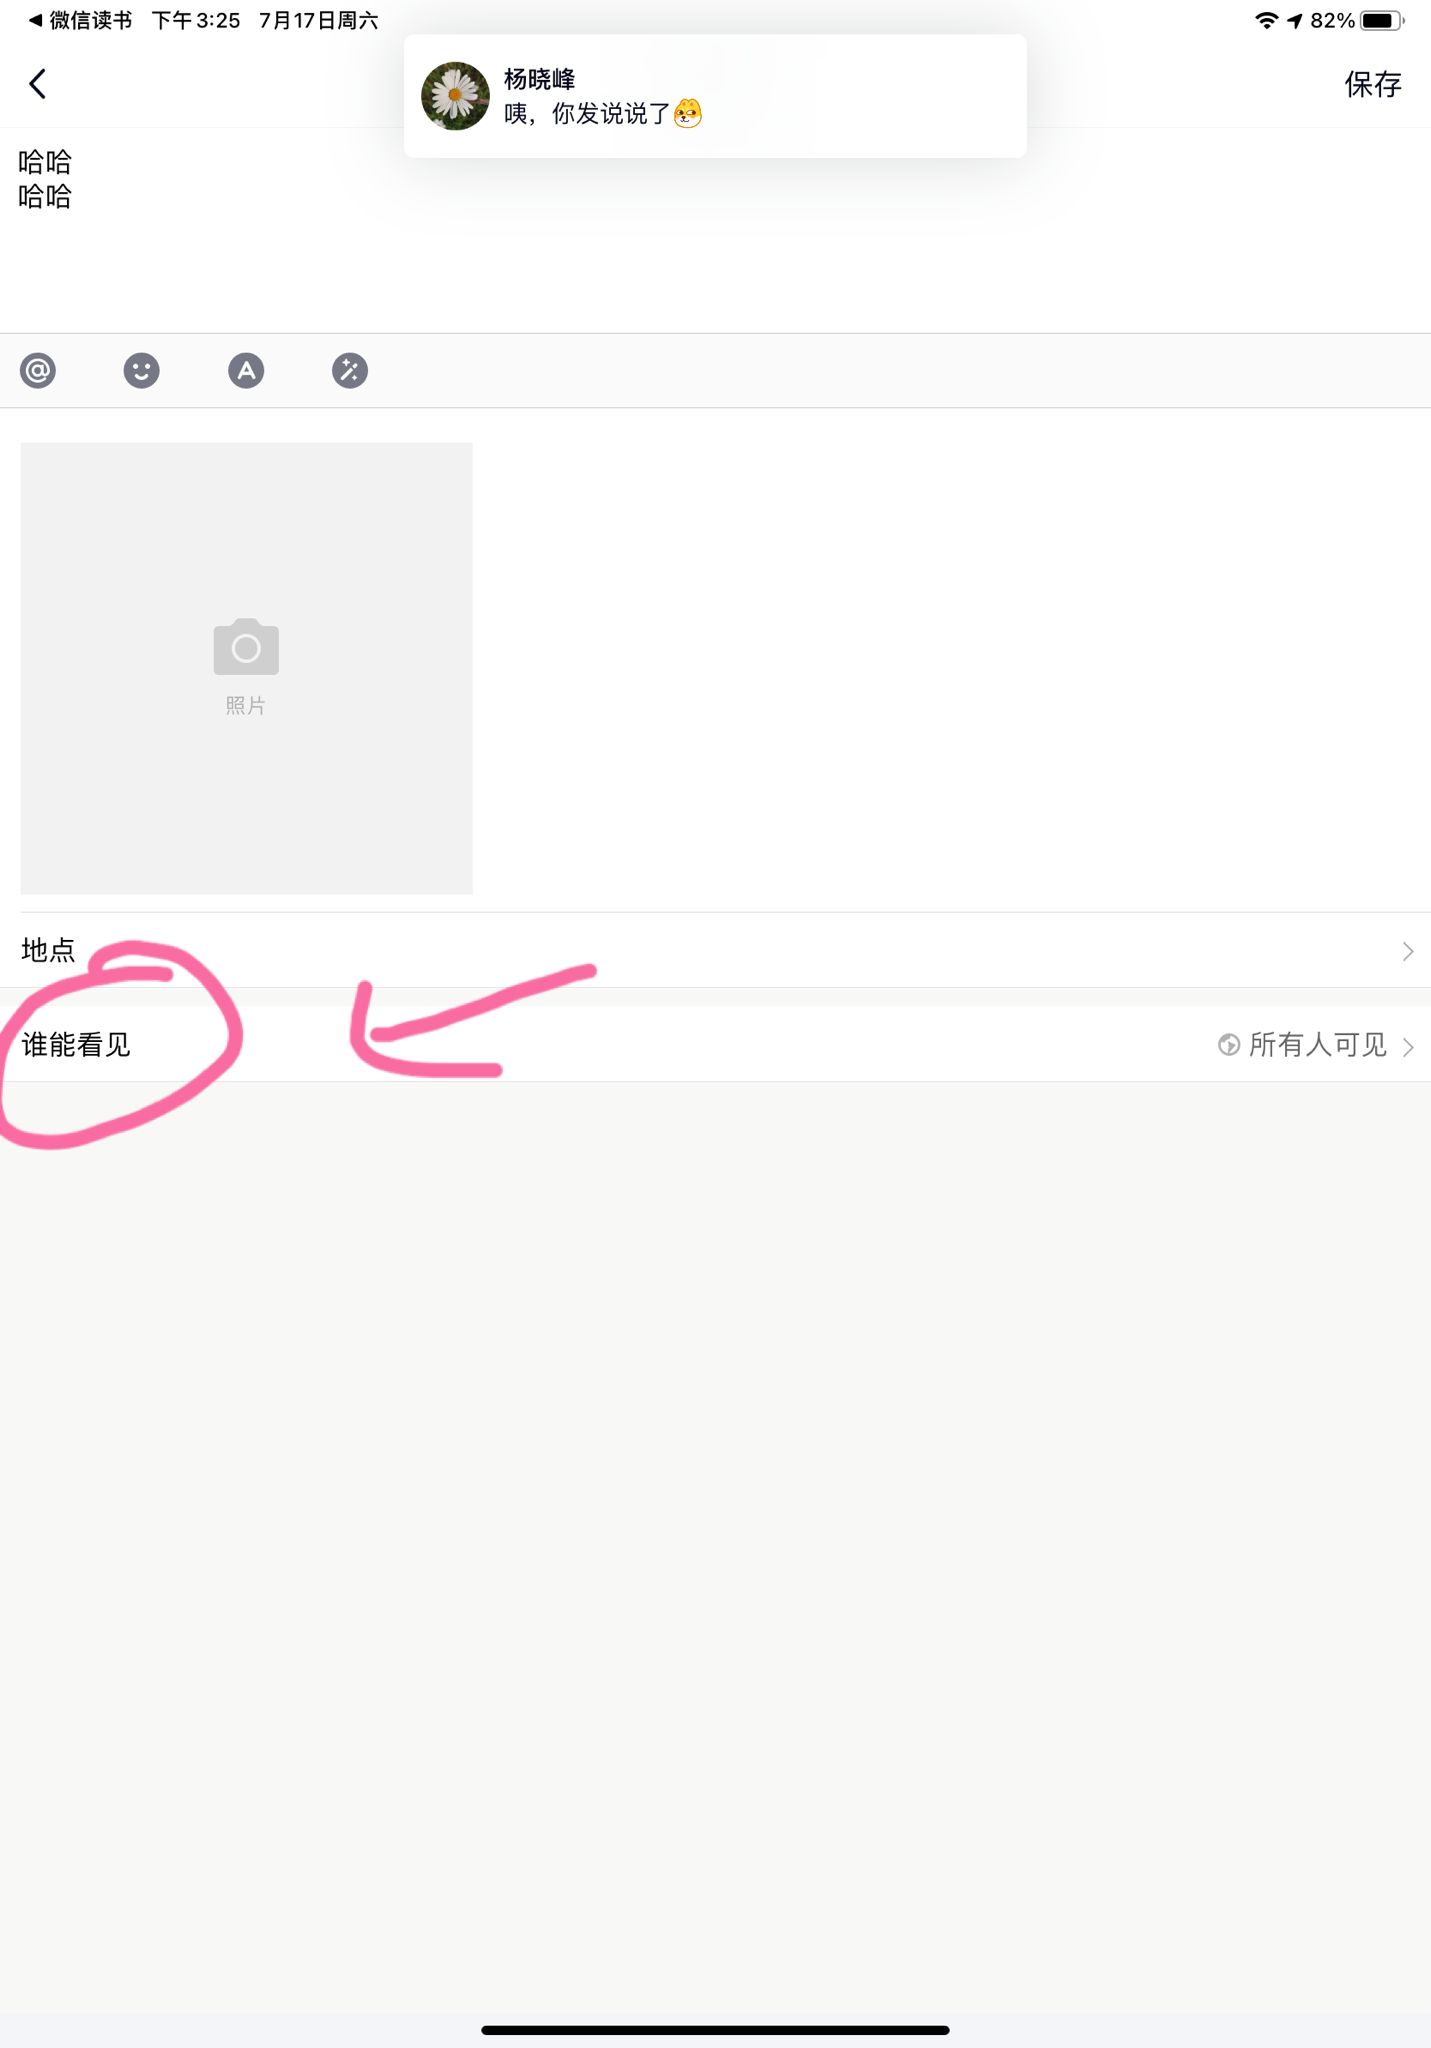 微信读书 下午3:25 7月17日周六 82%
杨晓峰
咦，你发说说了
保存
哈哈
哈哈
照片
地点
谁能看见 所有人可见